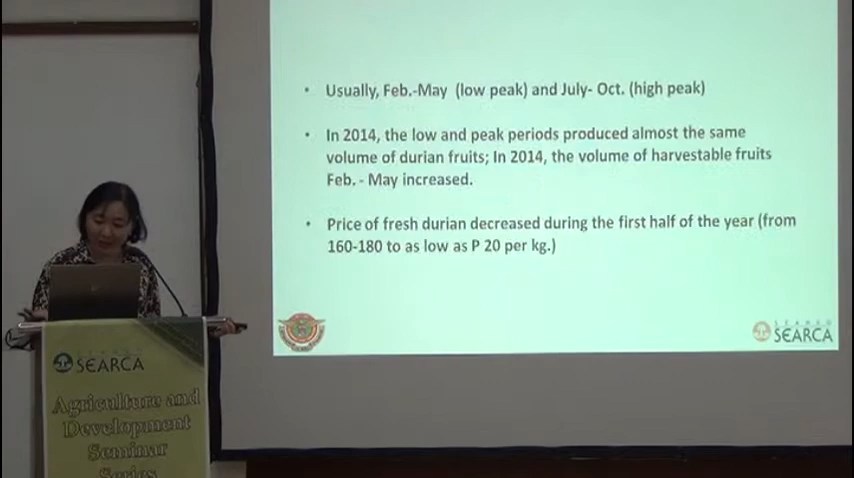 • Usually, Feb.-May (low peak) and July- Oct. (high peak)
• In 2014, the low and peak periods produced almost the same
volume of durian fruits; In 2014, the volume of harvestable fruits
Feb. - May increased.
• Price of fresh durian decreased during the first half of the year (from
160-180 to as low as P 20 per kg.)
SEARCA
SEARCA
Agriculture and
Development
Seminar
Series